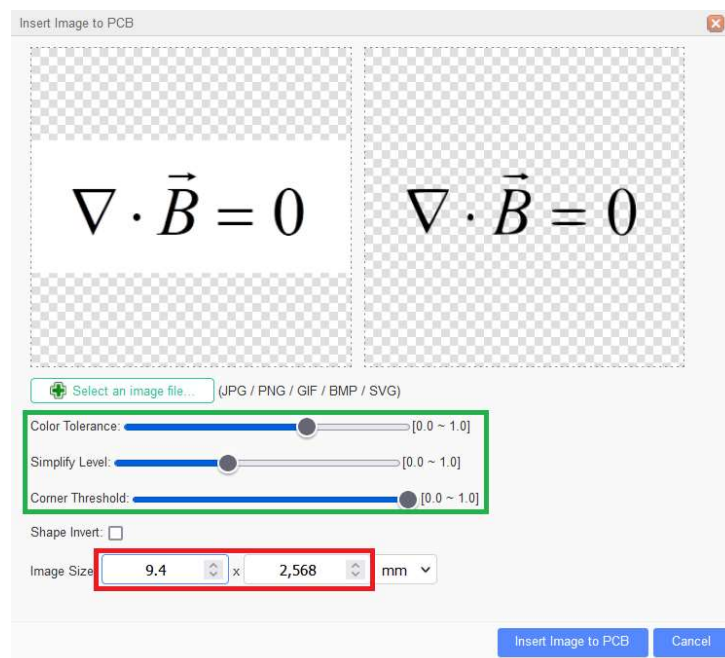 Insert Image to PCB
∇ · B⃗ = 0
∇ · B⃗ = 0
Select an image file... (JPG / PNG / GIF / BMP / SVG)
Color Tolerance: [0.0 ~ 1.0]
Simplify Level: [0.0 ~ 1.0]
Corner Threshold: [0.0 ~ 1.0]
Shape Invert:
Image Size 9.4 x 2,568 mm
Insert Image to PCB Cancel